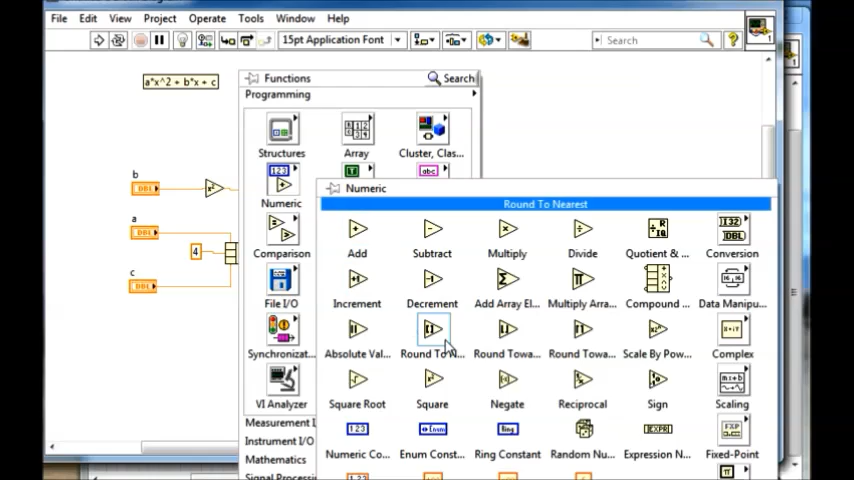 File Edit View Project Operate Tools Window Help
15pt Application Font
Search
?
1
a*x^2 + b*x + c
Functions
Search
Programming
Structures Array Cluster, Clas...
b
123
abc
Numeric
Numeric
Round To Nearest
a
Add Subtract Multiply Divide Quotient & ... Conversion
DBL
4
Comparison
c
DBL
File I/O
Increment Decrement Add Array El... Multiply Arra... Compound ... Data Manipu...
Synchronizat...
Absolute Val... Round To N... Round Towa... Round Towa... Scale By Pow... Complex
VI Analyzer
Square Root Square Negate Reciprocal Sign Scaling
Measurement I
Instrument I/O
Numeric Co... Enum Const... Ring Constant Random Nu... Expression N... Fixed-Point
Mathematics